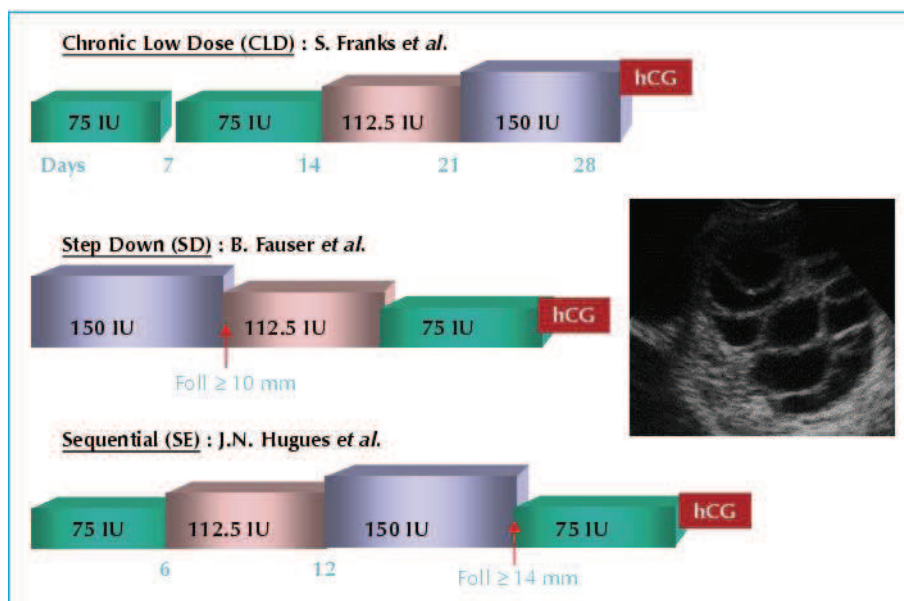 Chronic Low Dose (CLD) : S. Franks et al.
hCG
75 IU 75 IU 112.5 IU 150 IU
Days 7 14 21 28
Step Down (SD) : B. Fauser et al.
150 IU 112.5 IU 75 IU hCG
Foll ≥ 10 mm
Sequential (SE) : J.N. Hugues et al.
hCG
75 IU 112.5 IU 150 IU 75 IU
6 12
Foll ≥ 14 mm